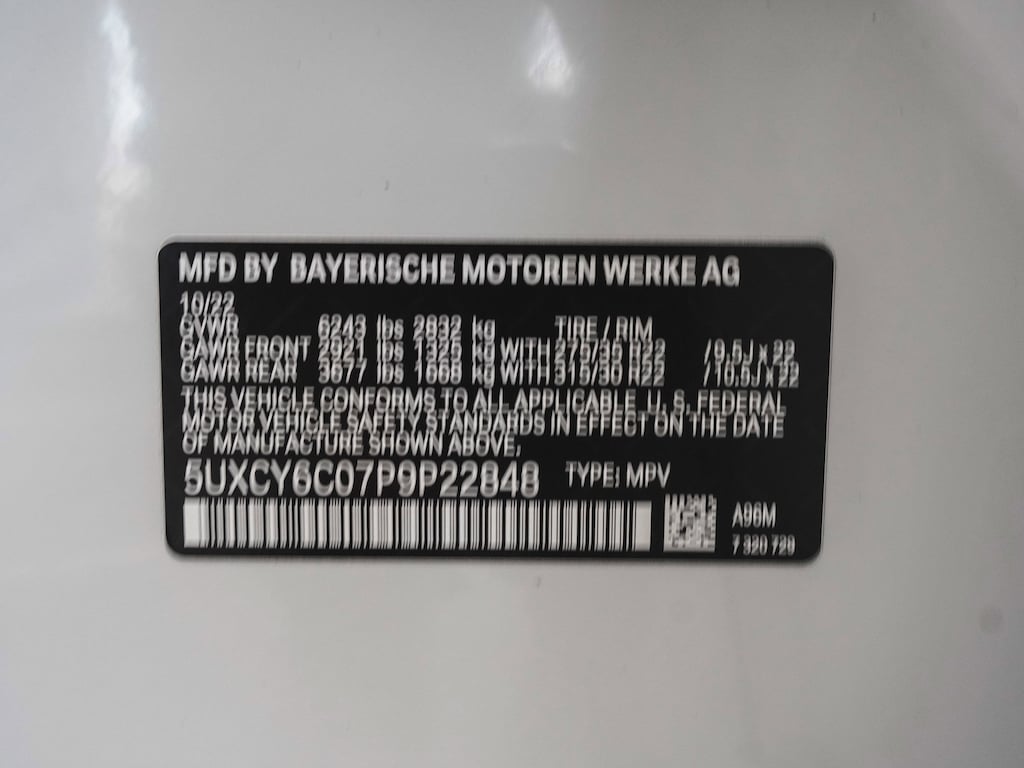 MFD BY BAYERISCHE MOTOREN WERKE AG
10/22
GVWR 6243 lbs 2832 kg TIRE / RIM
GAWR FRONT 2921 lbs 1325 kg WITH 275/35 R22 / 9.5J x 22
GAWR REAR 3677 lbs 1668 kg WITH 315/30 R22 / 10.5J x 22
THIS VEHICLE CONFORMS TO ALL APPLICABLE U. S. FEDERAL
MOTOR VEHICLE SAFETY STANDARDS IN EFFECT ON THE DATE
OF MANUFACTURE SHOWN ABOVE,
5UXCY6C07P9P22848 TYPE: MPV
A96M
7 320 729